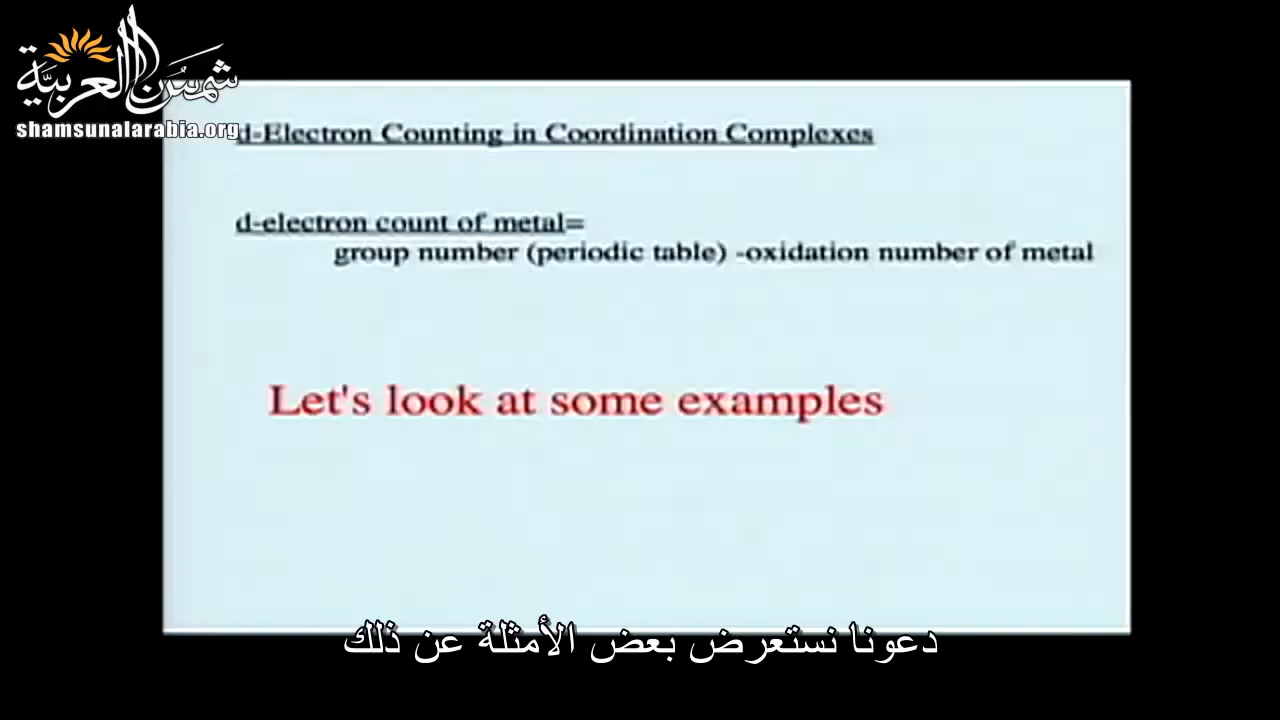 شمس العربية
shamsunalarabia.org
d-Electron Counting in Coordination Complexes
d-electron count of metal=
group number (periodic table) -oxidation number of metal
Let's look at some examples
دعونا نستعرض بعض الأمثلة عن ذلك